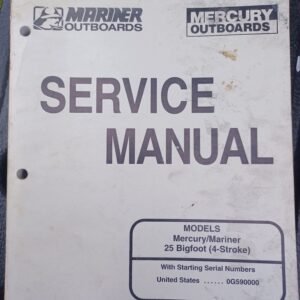 MARINER
OUTBOARDS
MERCURY
OUTBOARDS
SERVICE
MANUAL
MODELS
Mercury/Mariner
25 Bigfoot (4-Stroke)
With Starting Serial Numbers
United States ...... 0G590000